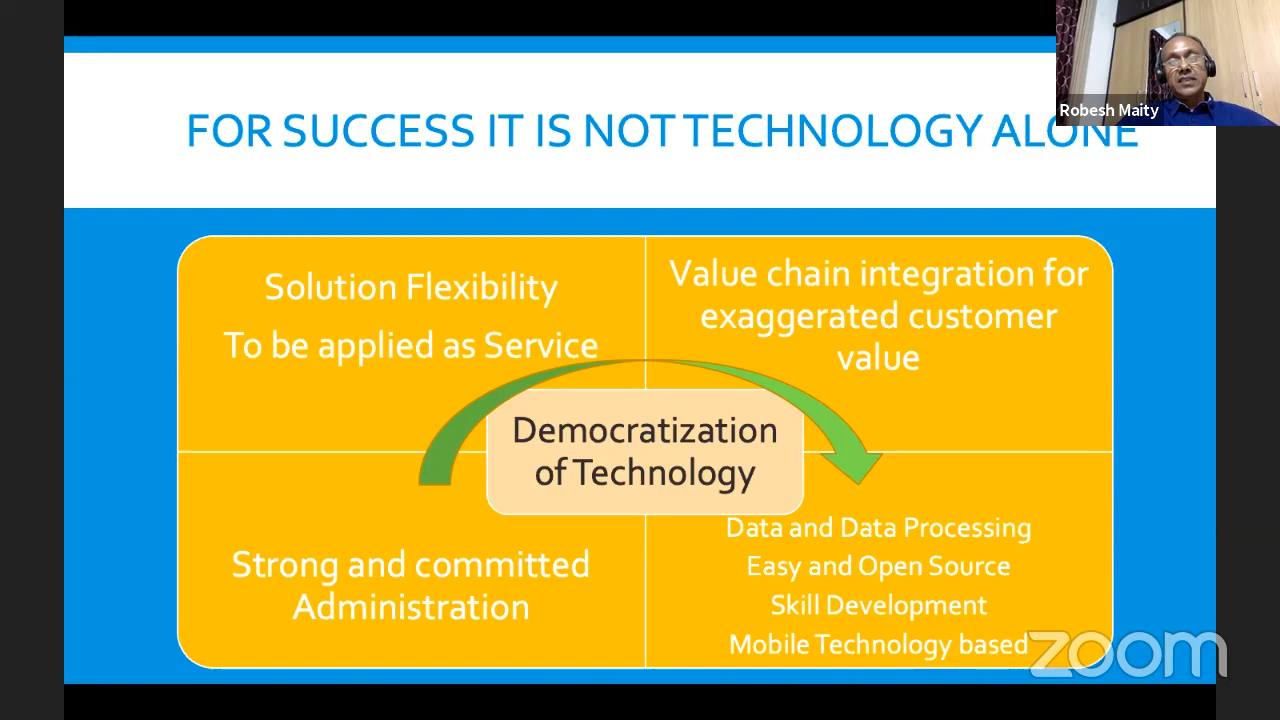 Robesh Maity
FOR SUCCESS IT IS NOT TECHNOLOGY ALONE
Solution Flexibility
To be applied as Service
Value chain integration for
exaggerated customer
value
Democratization
of Technology
Strong and committed
Administration
Data and Data Processing
Easy and Open Source
Skill Development
Mobile Technology based
zoom